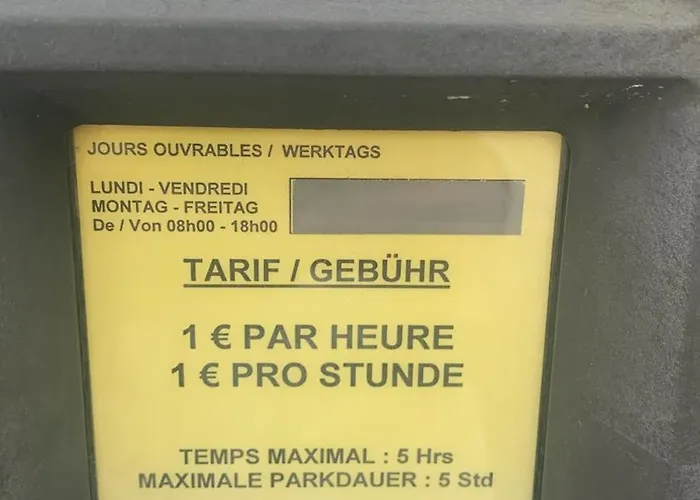 JOURS OUVRABLES / WERKTAGS
LUNDI - VENDREDI
MONTAG - FREITAG
De / Von 08h00 - 18h00
TARIF / GEBÜHR
1 € PAR HEURE
1 € PRO STUNDE
TEMPS MAXIMAL : 5 Hrs
MAXIMALE PARKDAUER : 5 Std